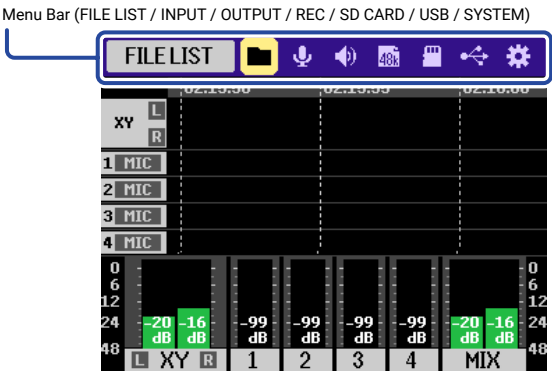 Menu Bar (FILE LIST / INPUT / OUTPUT / REC / SD CARD / USB / SYSTEM)
FILE LIST
48k
XY L
R
1 MIC
2 MIC
3 MIC
4 MIC
0 0
6 6
12 12
24 -20 -16 -99 -99 -99 -99 -20 -16 24
dB dB dB dB dB dB dB dB
48 L XY R 1 2 3 4 MIX 48